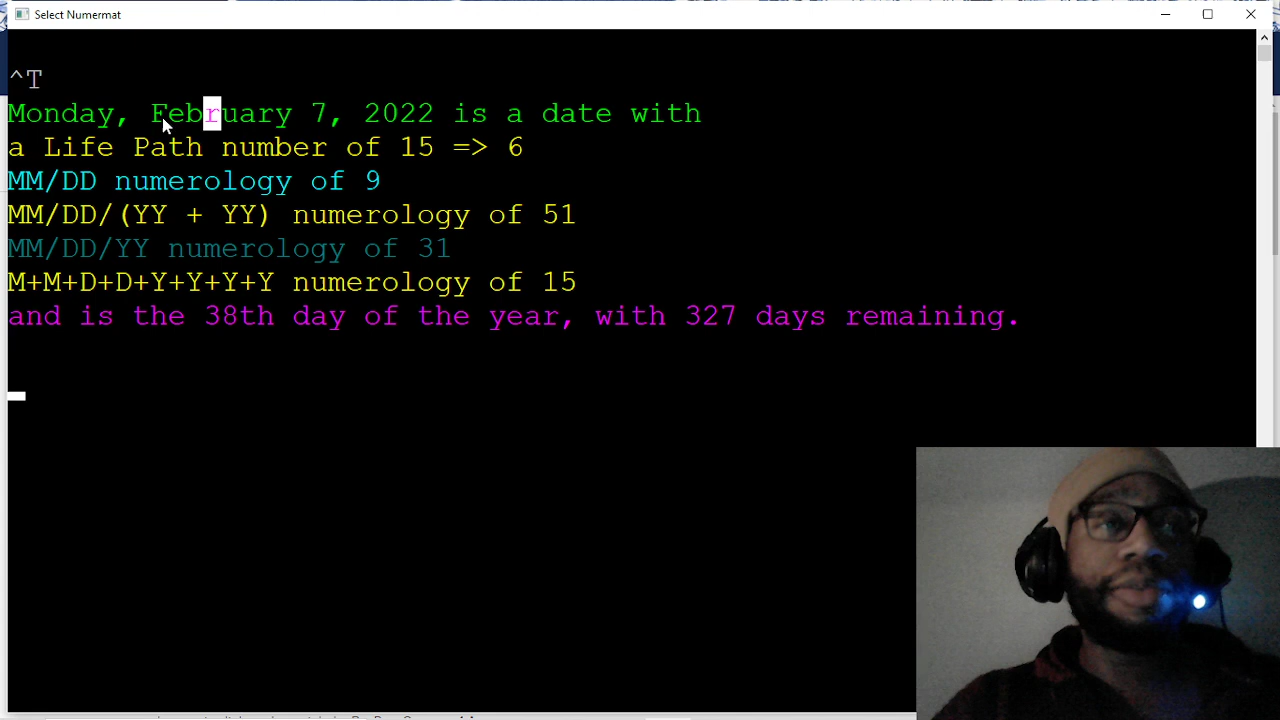 Select Numermat
^T
Monday, February 7, 2022 is a date with
a Life Path number of 15 => 6
MM/DD numerology of 9
MM/DD/(YY + YY) numerology of 51
MM/DD/YY numerology of 31
M+M+D+D+Y+Y+Y+Y numerology of 15
and is the 38th day of the year, with 327 days remaining.